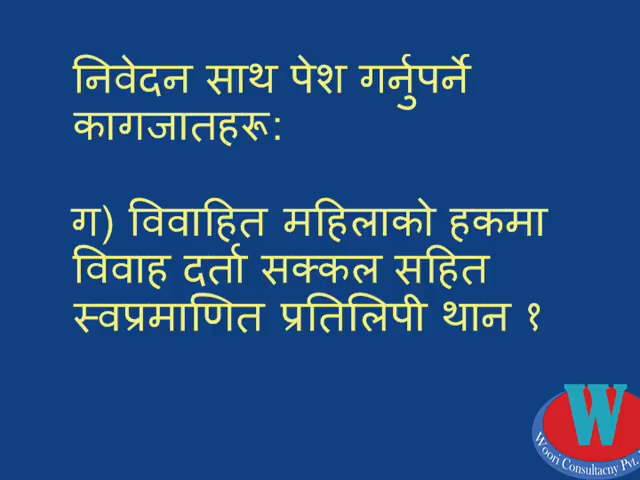 निवेदन साथ पेश गर्नुपर्ने
कागजातहरू:
ग) विवाहित महिलाको हकमा
विवाह दर्ता सक्कल सहित
स्वप्रमाणित प्रतिलिपी थान १
W
Woori Consultacny Pvt.